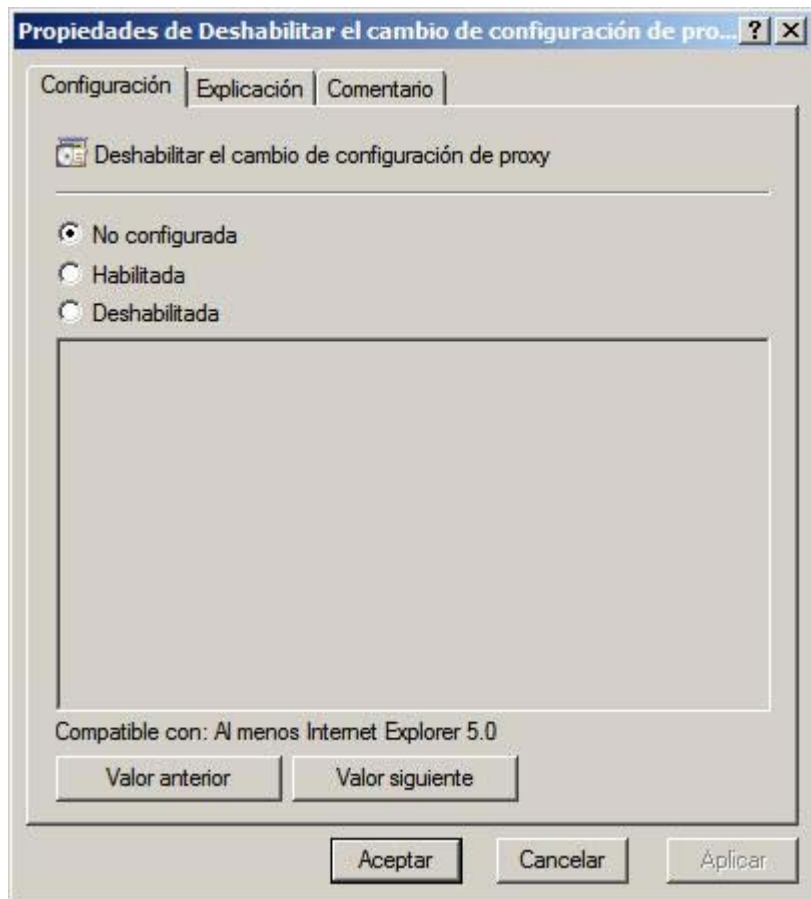 Propiedades de Deshabilitar el cambio de configuración de pro...
Configuración Explicación Comentario
Deshabilitar el cambio de configuración de proxy
No configurada
Habilitada
Deshabilitada
Compatible con: Al menos Internet Explorer 5.0
Valor anterior Valor siguiente
Aceptar Cancelar Aplicar